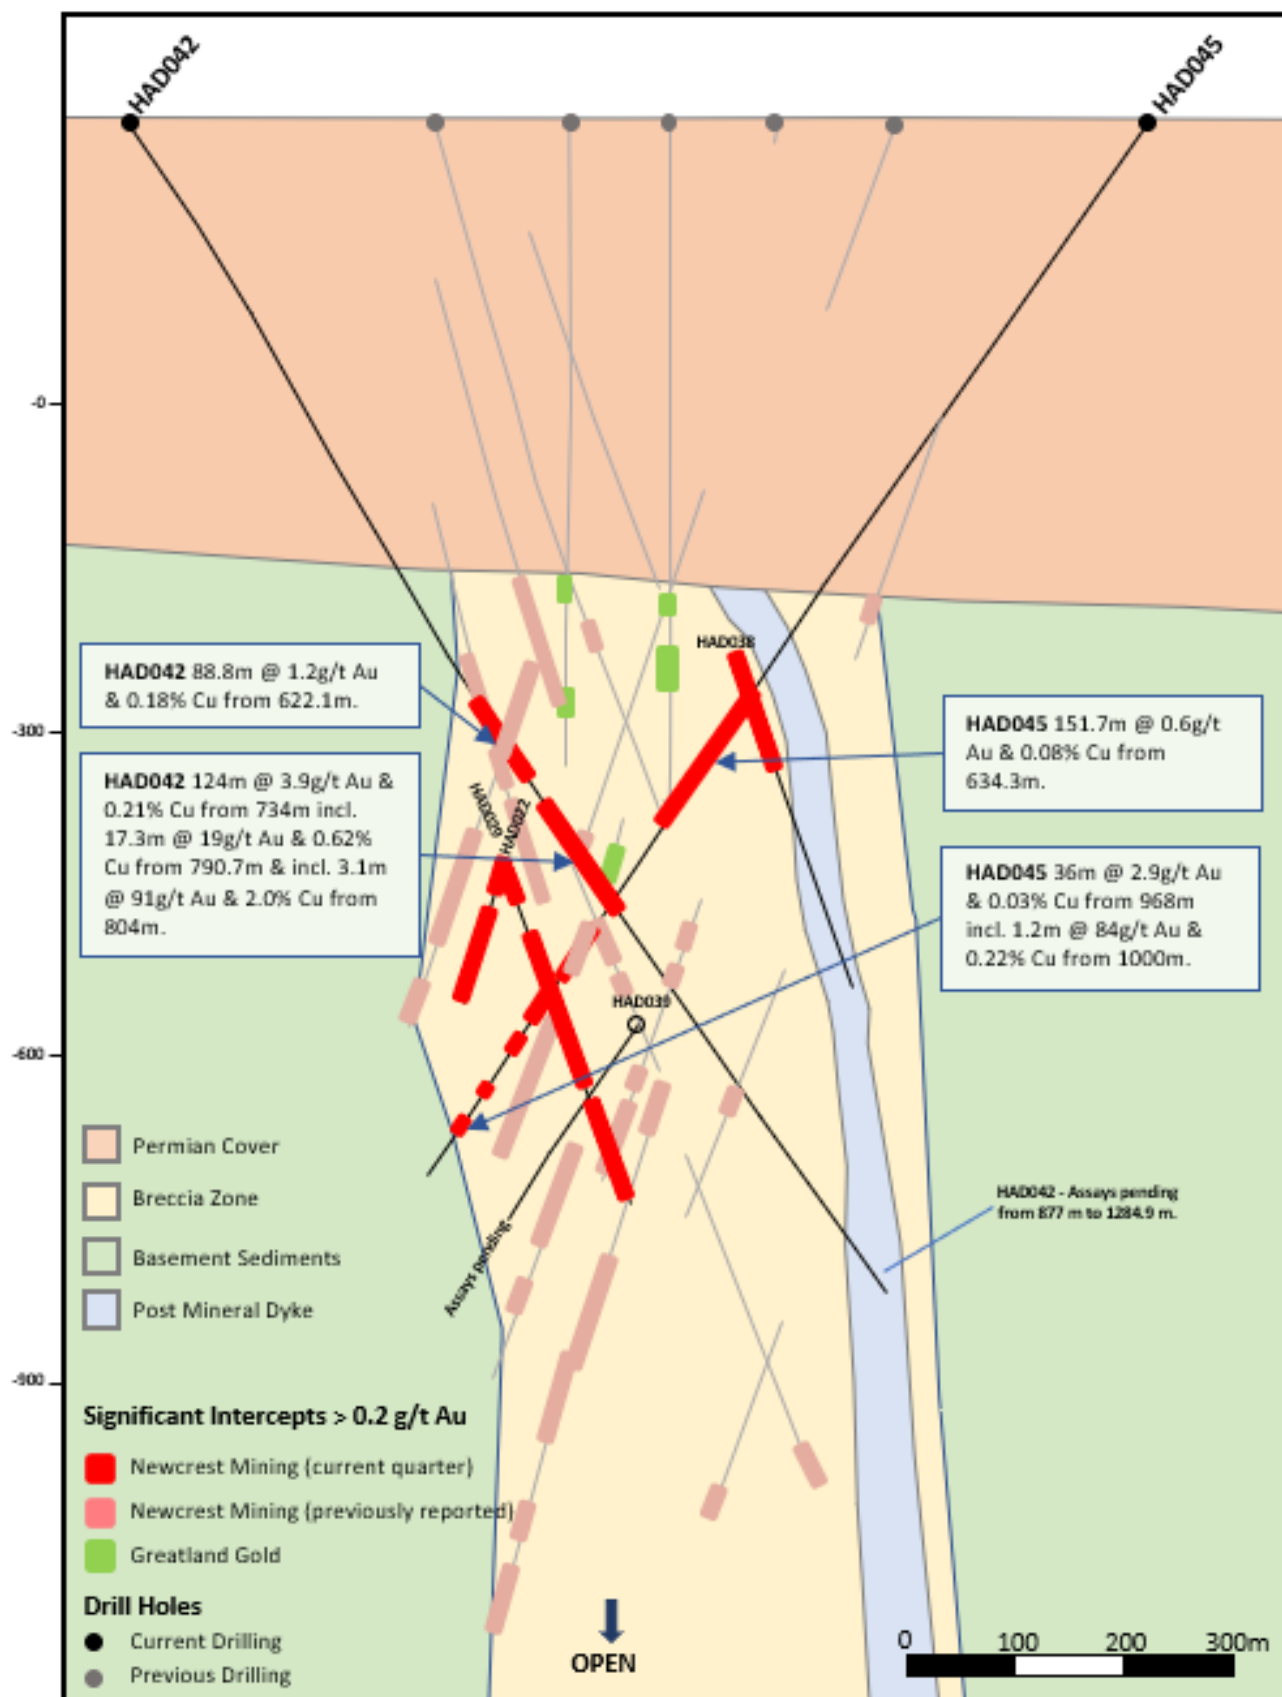 HAD042
HAD045
-0
-300
-600
-900
HAD038
HAD042 88.8m @ 1.2g/t Au
& 0.18% Cu from 622.1m.
HAD042 124m @ 3.9g/t Au &
0.21% Cu from 734m incl.
17.3m @ 19g/t Au & 0.62%
Cu from 790.7m & incl. 3.1m
@ 91g/t Au & 2.0% Cu from
804m.
HAD029
HAD022
HAD045 151.7m @ 0.6g/t
Au & 0.08% Cu from
634.3m.
HAD045 36m @ 2.9g/t Au
& 0.03% Cu from 968m
incl. 1.2m @ 84g/t Au &
0.22% Cu from 1000m.
HAD039
Assays pending
HAD042 - Assays pending
from 877 m to 1284.9 m.
Permian Cover
Breccia Zone
Basement Sediments
Post Mineral Dyke
Significant Intercepts > 0.2 g/t Au
Newcrest Mining (current quarter)
Newcrest Mining (previously reported)
Greatland Gold
Drill Holes
Current Drilling
Previous Drilling
OPEN
0 100 200 300m